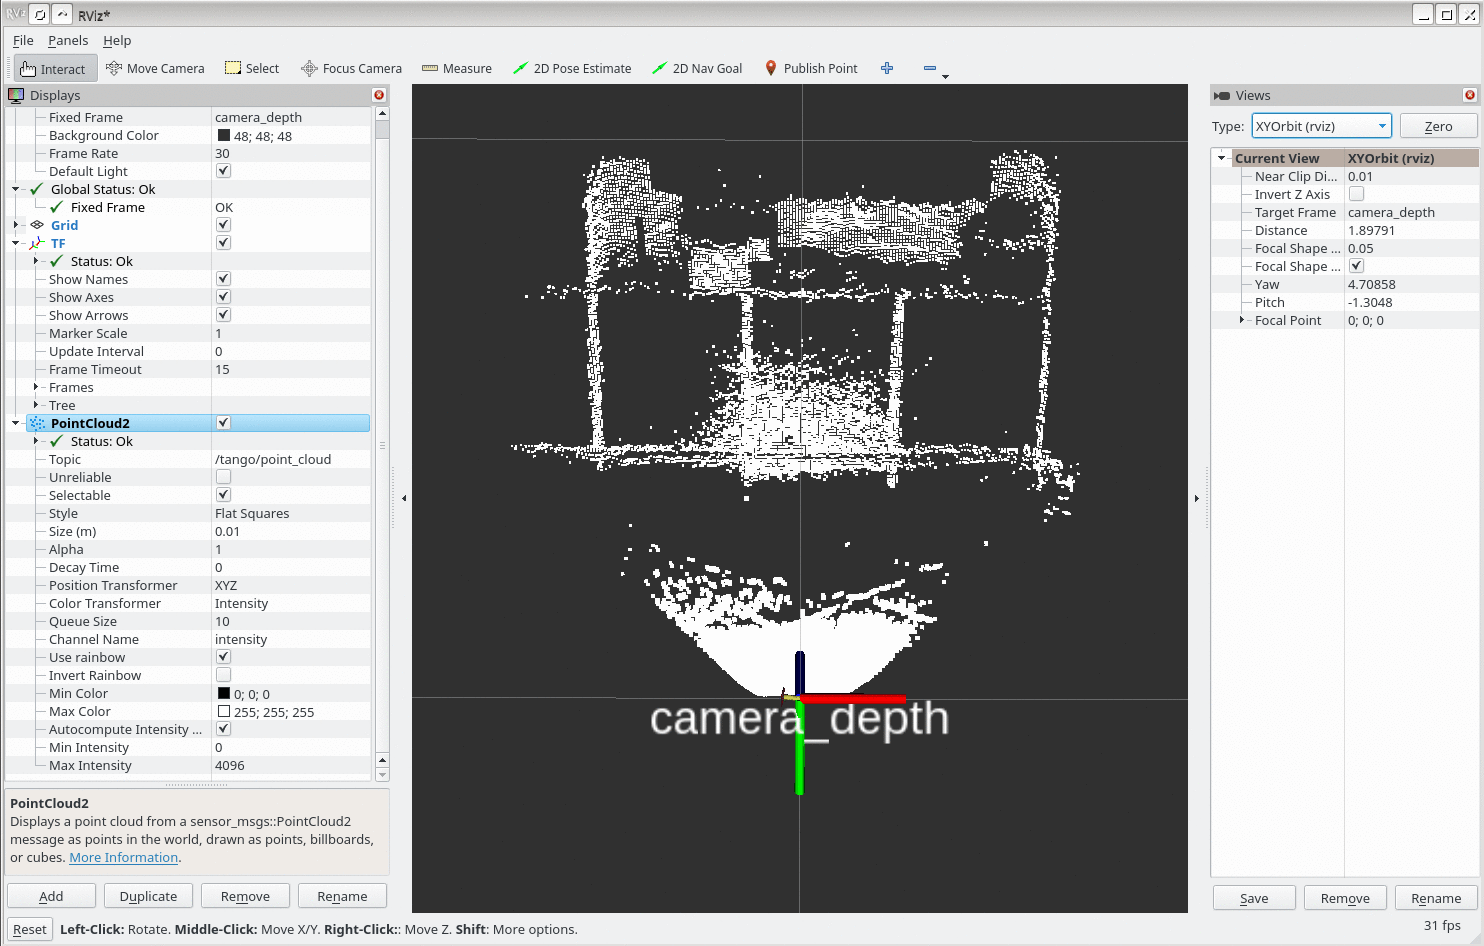 RViz*
File Panels Help
Interact Move Camera Select Focus Camera Measure 2D Pose Estimate 2D Nav Goal Publish Point
Displays
Fixed Frame camera_depth
Background Color 48; 48; 48
Frame Rate 30
Default Light
Global Status: Ok
Fixed Frame OK
Grid
TF
Status: Ok
Show Names
Show Axes
Show Arrows
Marker Scale 1
Update Interval 0
Frame Timeout 15
Frames
Tree
PointCloud2
Status: Ok
Topic /tango/point_cloud
Unreliable
Selectable
Style Flat Squares
Size (m) 0.01
Alpha 1
Decay Time 0
Position Transformer XYZ
Color Transformer Intensity
Queue Size 10
Channel Name intensity
Use rainbow
Invert Rainbow
Min Color 0; 0; 0
Max Color 255; 255; 255
Autocompute Intensity ...
Min Intensity 0
Max Intensity 4096
PointCloud2
Displays a point cloud from a sensor_msgs::PointCloud2
message as points in the world, drawn as points, billboards,
or cubes. More Information.
Add Duplicate Remove Rename
camera_depth
Views
Type: XYOrbit (rviz) Zero
Current View XYOrbit (rviz)
Near Clip Di... 0.01
Invert Z Axis
Target Frame camera_depth
Distance 1.89791
Focal Shape ... 0.05
Focal Shape ...
Yaw 4.70858
Pitch -1.3048
Focal Point 0; 0; 0
Save Remove Rename
Reset Left-Click: Rotate. Middle-Click: Move X/Y. Right-Click:: Move Z. Shift: More options.
31 fps